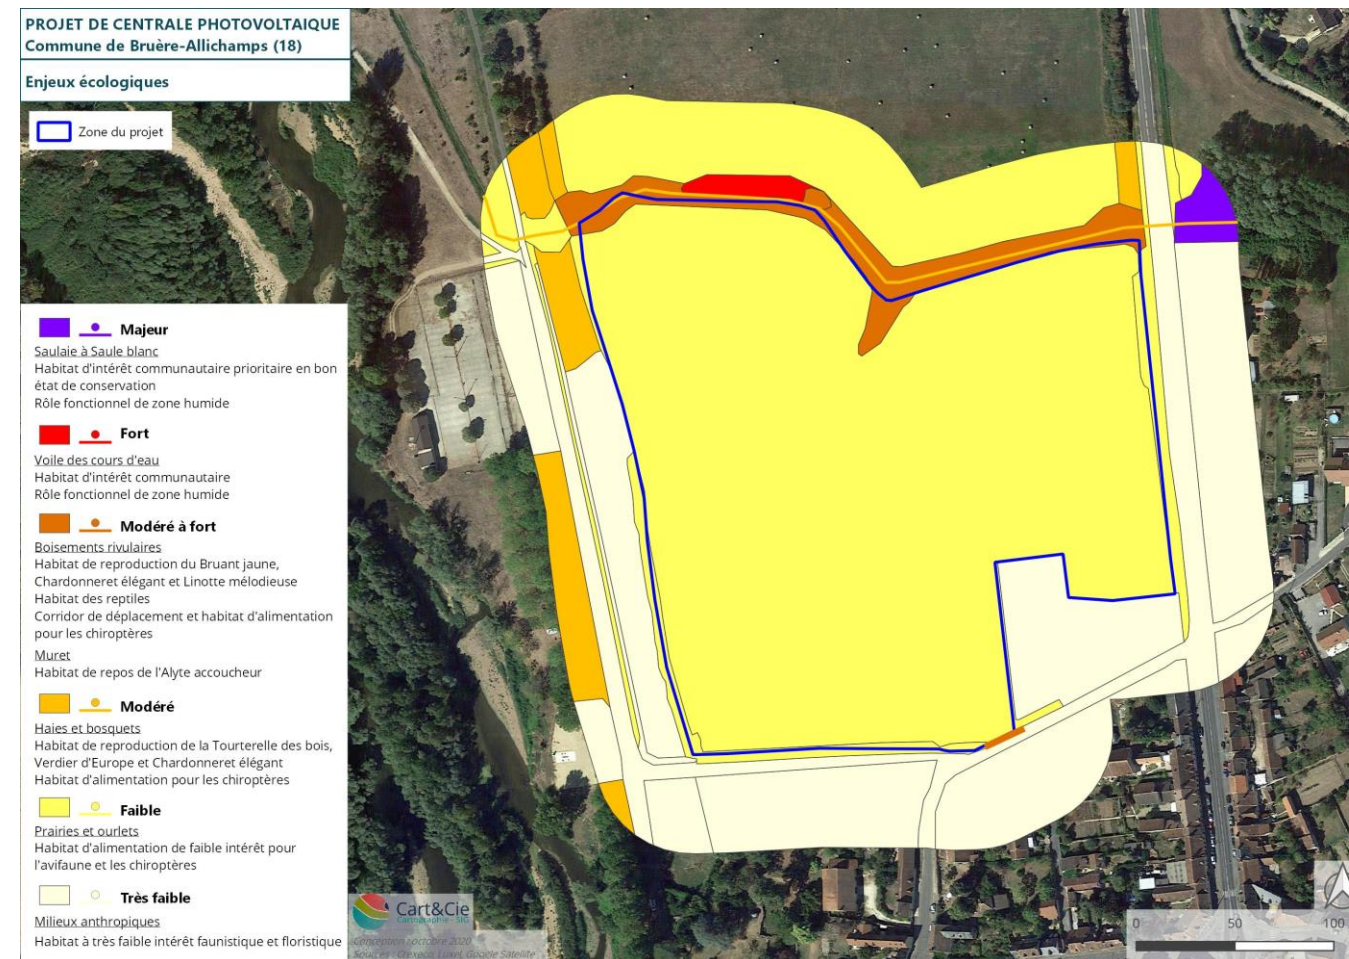 PROJET DE CENTRALE PHOTOVOLTAIQUE
Commune de Bruère-Allichamps (18)
Enjeux écologiques
Zone du projet
Majeur
Saulaie à Saule blanc
Habitat d'intérêt communautaire prioritaire en bon
état de conservation
Rôle fonctionnel de zone humide
Fort
Voile des cours d'eau
Habitat d'intérêt communautaire
Rôle fonctionnel de zone humide
Modéré à fort
Boisements rivulaires
Habitat de reproduction du Bruant jaune,
Chardonneret élégant et Linotte mélodieuse
Habitat des reptiles
Corridor de déplacement et habitat d'alimentation
pour les chiroptères
Muret
Habitat de repos de l'Alyte accoucheur
Modéré
Haies et bosquets
Habitat de reproduction de la Tourterelle des bois,
Verdier d'Europe et Chardonneret élégant
Habitat d'alimentation pour les chiroptères
Faible
Prairies et ourlets
Habitat d'alimentation de faible intérêt pour
l'avifaune et les chiroptères
Très faible
Milieux anthropiques
Habitat à très faible intérêt faunistique et floristique
Cart&Cie
Cartographie - SIG
Conception : octobre 2020
Sources : Crexeco, Luxel, Google Satellite
0 50 100